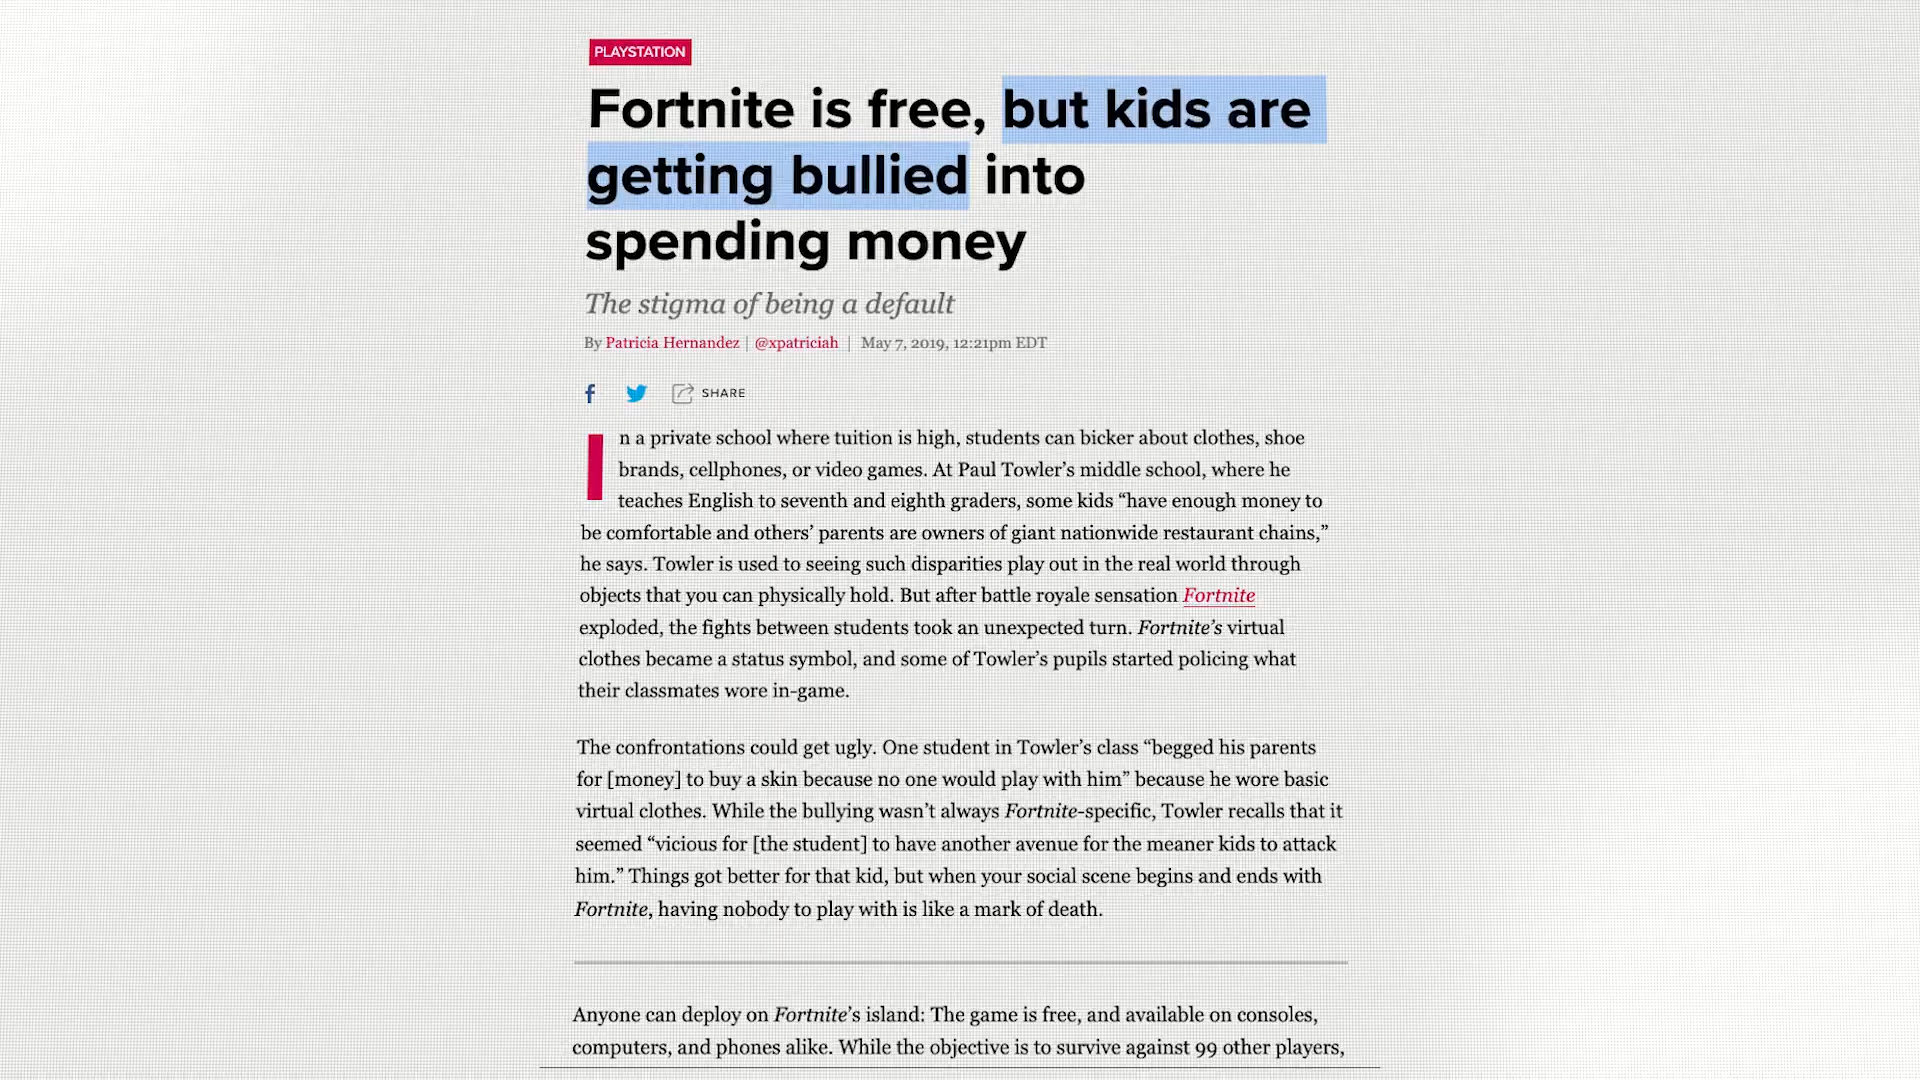 PLAYSTATION
Fortnite is free, but kids are
getting bullied into
spending money
The stigma of being a default
By Patricia Hernandez | @xpatriciah | May 7, 2019, 12:21pm EDT
f SHARE
In a private school where tuition is high, students can bicker about clothes, shoe
brands, cellphones, or video games. At Paul Towler’s middle school, where he
teaches English to seventh and eighth graders, some kids “have enough money to
be comfortable and others’ parents are owners of giant nationwide restaurant chains,”
he says. Towler is used to seeing such disparities play out in the real world through
objects that you can physically hold. But after battle royale sensation Fortnite
exploded, the fights between students took an unexpected turn. Fortnite’s virtual
clothes became a status symbol, and some of Towler’s pupils started policing what
their classmates wore in-game.
The confrontations could get ugly. One student in Towler’s class “begged his parents
for [money] to buy a skin because no one would play with him” because he wore basic
virtual clothes. While the bullying wasn’t always Fortnite-specific, Towler recalls that it
seemed “vicious for [the student] to have another avenue for the meaner kids to attack
him.” Things got better for that kid, but when your social scene begins and ends with
Fortnite, having nobody to play with is like a mark of death.
Anyone can deploy on Fortnite’s island: The game is free, and available on consoles,
computers, and phones alike. While the objective is to survive against 99 other players,